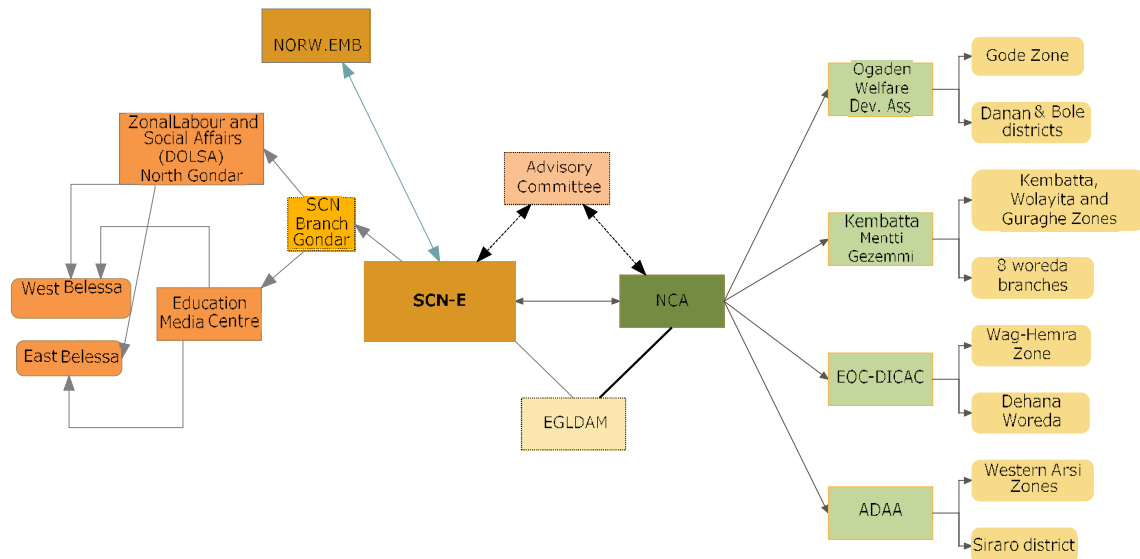 NORW.EMB
ZonalLabour and
Social Affairs
(DOLSA)
North Gondar
SCN
Branch
Gondar
West Belessa
Education
Media Centre
East Belessa
Advisory
Committee
SCN-E
NCA
EGLDAM
Ogaden
Welfare
Dev. Ass
Gode Zone
Danan & Bole
districts
Kembatta
Mentti
Gezemmi
Kembatta,
Wolayita and
Guraghe Zones
8 woreda
branches
EOC-DICAC
Wag-Hemra
Zone
Dehana
Woreda
ADAA
Western Arsi
Zones
Siraro district